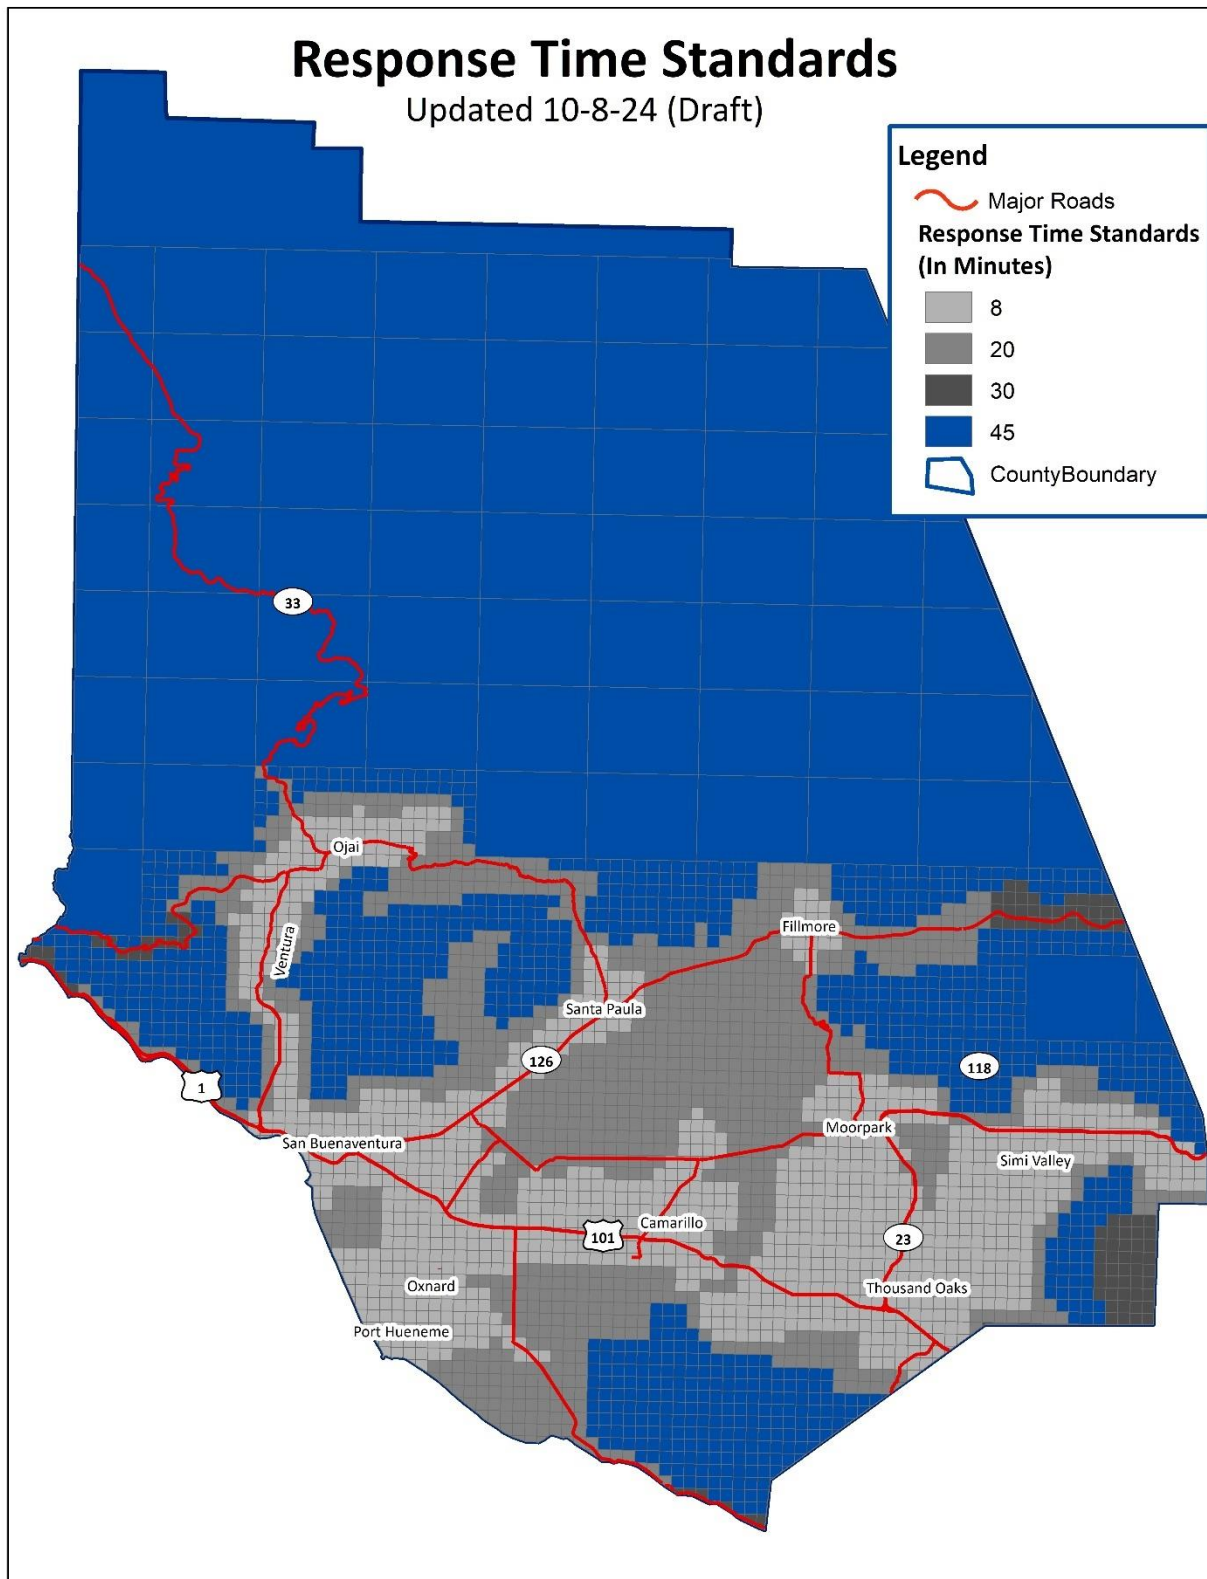 Response Time Standards
Updated 10-8-24 (Draft)
Legend
Major Roads
Response Time Standards
(In Minutes)
8
20
30
45
CountyBoundary
33
Ojai
Fillmore
Ventura
Santa Paula
126
118
1
Moorpark
San Buenaventura
Simi Valley
Camarillo
101
23
Oxnard
Thousand Oaks
Port Hueneme